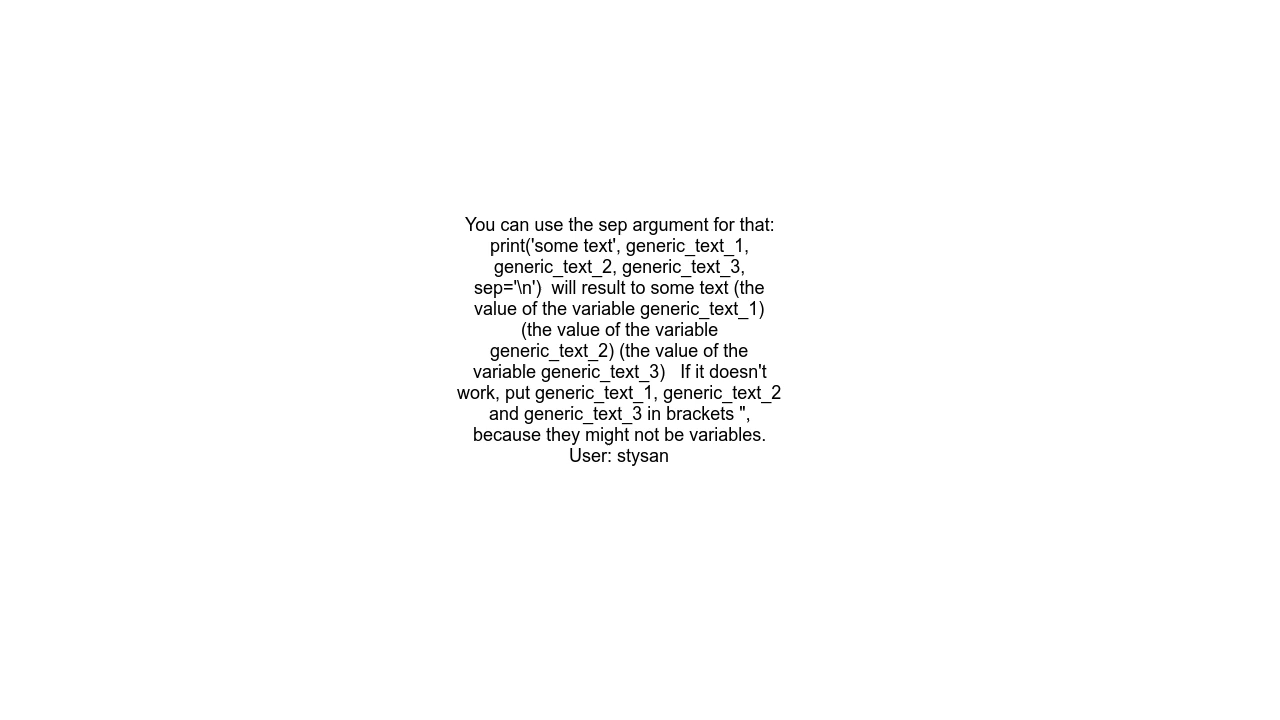 You can use the sep argument for that:
print('some text', generic_text_1,
generic_text_2, generic_text_3,
sep='\n')  will result to some text (the
value of the variable generic_text_1)
(the value of the variable
generic_text_2) (the value of the
variable generic_text_3)   If it doesn't
work, put generic_text_1, generic_text_2
and generic_text_3 in brackets ",
because they might not be variables.
User: stysan